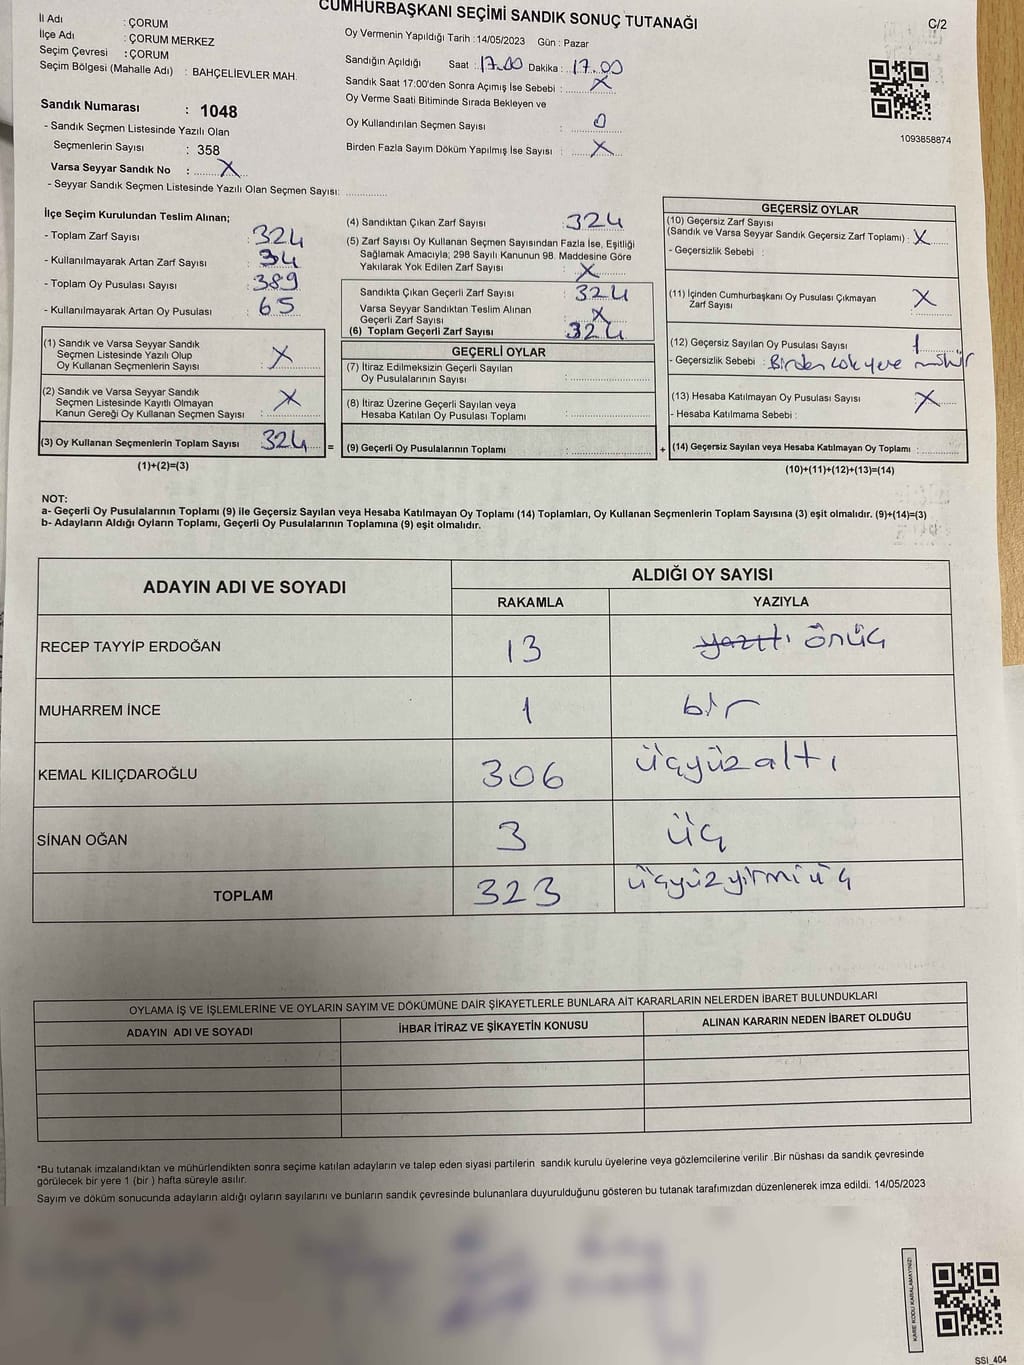 CUMHURBAŞKANI SEÇİMİ SANDIK SONUÇ TUTANAĞI
C/2
İl Adı : ÇORUM
İlçe Adı : ÇORUM MERKEZ
Seçim Çevresi : ÇORUM
Seçim Bölgesi (Mahalle Adı) : BAHÇELİEVLER MAH.
Sandık Numarası : 1048
- Sandık Seçmen Listesinde Yazılı Olan
Seçmenlerin Sayısı : 358
Varsa Seyyar Sandık No : X
- Seyyar Sandık Seçmen Listesinde Yazılı Olan Seçmen Sayısı:
Oy Vermenin Yapıldığı Tarih :14/05/2023 Gün : Pazar
Sandığın Açıldığı Saat : 17.00 Dakika : 17.00
Sandık Saat 17:00'den Sonra Açımış İse Sebebi : X
Oy Verme Saati Bitiminde Sırada Bekleyen ve
Oy Kullandırılan Seçmen Sayısı : 0
Birden Fazla Sayım Döküm Yapılmış İse Sayısı : X
1093858874
İlçe Seçim Kurulundan Teslim Alınan;
- Toplam Zarf Sayısı : 324
- Kullanılmayarak Artan Zarf Sayısı : 34
- Toplam Oy Pusulası Sayısı : 389
- Kullanılmayarak Artan Oy Pusulası : 65
(1) Sandık ve Varsa Seyyar Sandık
Seçmen Listesinde Yazılı Olup
Oy Kullanan Seçmenlerin Sayısı : X
(2) Sandık ve Varsa Seyyar Sandık
Seçmen Listesinde Kayıtlı Olmayan
Kanun Gereği Oy Kullanan Seçmen Sayısı : X
(3) Oy Kullanan Seçmenlerin Toplam Sayısı 324 =
(1)+(2)=(3)
(4) Sandıktan Çıkan Zarf Sayısı : 324
(5) Zarf Sayısı Oy Kullanan Seçmen Sayısından Fazla İse, Eşitliği
Sağlamak Amacıyla; 298 Sayılı Kanunun 98. Maddesine Göre
Yakılarak Yok Edilen Zarf Sayısı : X
Sandıkta Çıkan Geçerli Zarf Sayısı : 324
Varsa Seyyar Sandıktan Teslim Alınan
Geçerli Zarf Sayısı : X
(6) Toplam Geçerli Zarf Sayısı : 324
GEÇERLİ OYLAR
(7) İtiraz Edilmeksizin Geçerli Sayılan
Oy Pusulalarının Sayısı :
(8) İtiraz Üzerine Geçerli Sayılan veya
Hesaba Katılan Oy Pusulası Toplamı :
(9) Geçerli Oy Pusulalarının Toplamı : +
GEÇERSİZ OYLAR
(10) Geçersiz Zarf Sayısı
(Sandık ve Varsa Seyyar Sandık Geçersiz Zarf Toplamı) : X
- Geçersizlik Sebebi :
(11) İçinden Cumhurbaşkanı Oy Pusulası Çıkmayan
Zarf Sayısı : X
(12) Geçersiz Sayılan Oy Pusulası Sayısı : 1
- Geçersizlik Sebebi : Birden çok yere mühür
(13) Hesaba Katılmayan Oy Pusulası Sayısı : X
- Hesaba Katılmama Sebebi :
(14) Geçersiz Sayılan veya Hesaba Katılmayan Oy Toplamı :
(10)+(11)+(12)+(13)=(14)
NOT:
a- Geçerli Oy Pusulalarının Toplamı (9) ile Geçersiz Sayılan veya Hesaba Katılmayan Oy Toplamı (14) Toplamları, Oy Kullanan Seçmenlerin Toplam Sayısına (3) eşit olmalıdır. (9)+(14)=(3)
b- Adayların Aldığı Oyların Toplamı, Geçerli Oy Pusulalarının Toplamına (9) eşit olmalıdır.
ADAYIN ADI VE SOYADI ALDIĞI OY SAYISI
RAKAMLA YAZIYLA
RECEP TAYYİP ERDOĞAN 13 onüç
MUHARREM İNCE 1 bir
KEMAL KILIÇDAROĞLU 306 üçyüzaltı
SİNAN OĞAN 3 üç
TOPLAM 323 üçyüzyirmiüç
OYLAMA İŞ VE İŞLEMLERİNE VE OYLARIN SAYIM VE DÖKÜMÜNE DAİR ŞİKAYETLERLE BUNLARA AİT KARARLARIN NELERDEN İBARET BULUNDUKLARI
ADAYIN ADI VE SOYADI İHBAR İTİRAZ VE ŞİKAYETİN KONUSU ALINAN KARARIN NEDEN İBARET OLDUĞU
*Bu tutanak imzalandıktan ve mühürlendikten sonra seçime katılan adayların ve talep eden siyasi partilerin sandık kurulu üyelerine veya gözlemcilerine verilir .Bir nüshası da sandık çevresinde
görülecek bir yere 1 (bir ) hafta süreyle asılır.
Sayım ve döküm sonucunda adayların aldığı oyların sayılarını ve bunların sandık çevresinde bulunanlara duyurulduğunu gösteren bu tutanak tarafımızdan düzenlenerek imza edildi. 14/05/2023
KARE KODU KARALAMAYINIZ!
SSI_404